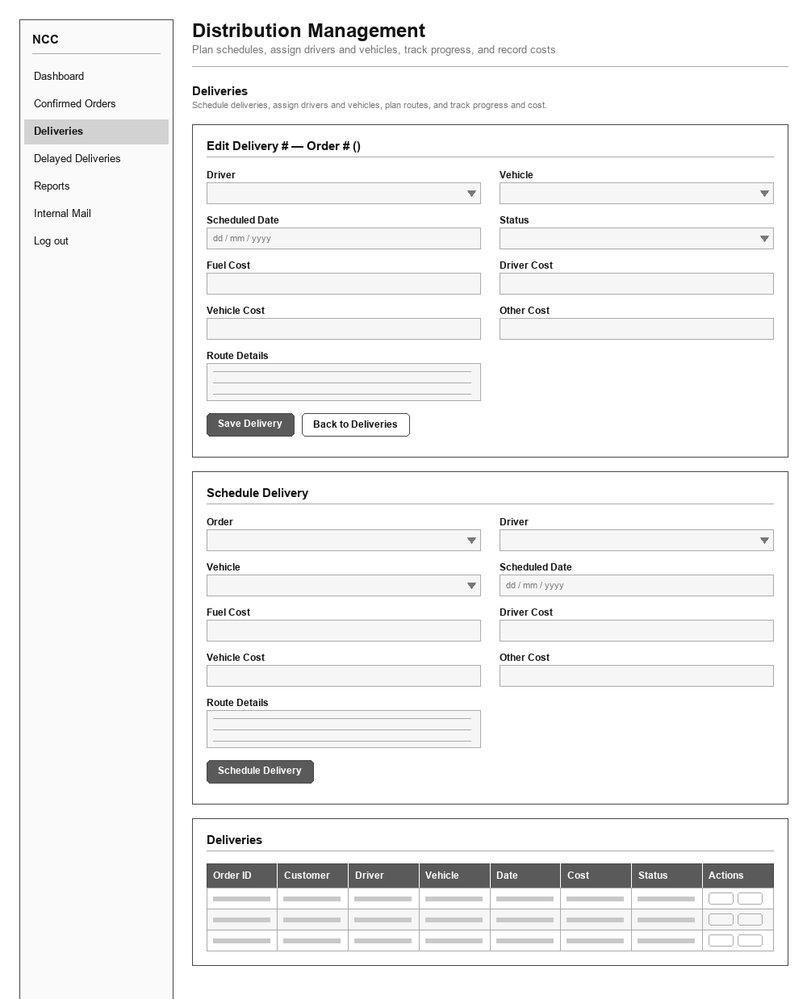 NCC
Dashboard
Confirmed Orders
Deliveries
Delayed Deliveries
Reports
Internal Mail
Log out
Distribution Management
Plan schedules, assign drivers and vehicles, track progress, and record costs
Deliveries
Schedule deliveries, assign drivers and vehicles, plan routes, and track progress and cost.
Edit Delivery # — Order # ()
Driver Vehicle
Scheduled Date Status
dd / mm / yyyy
Fuel Cost Driver Cost
Vehicle Cost Other Cost
Route Details
Save Delivery Back to Deliveries
Schedule Delivery
Order Driver
Vehicle Scheduled Date
dd / mm / yyyy
Fuel Cost Driver Cost
Vehicle Cost Other Cost
Route Details
Schedule Delivery
Deliveries
Order ID Customer Driver Vehicle Date Cost Status Actions